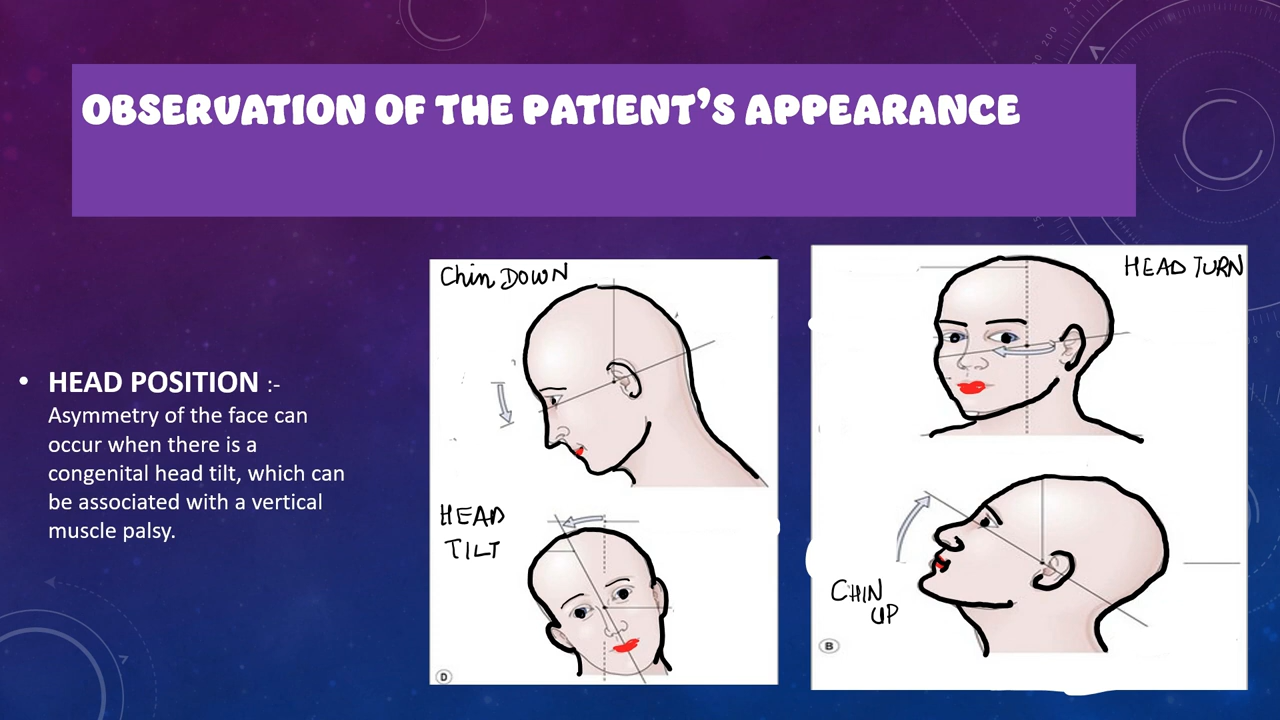 OBSERVATION OF THE PATIENT'S APPEARANCE
• HEAD POSITION :-
Asymmetry of the face can
occur when there is a
congenital head tilt, which can
be associated with a vertical
muscle palsy.
Chin DOWN
HEAD
TILT
D
HEAD TURN
CHIN
UP
B